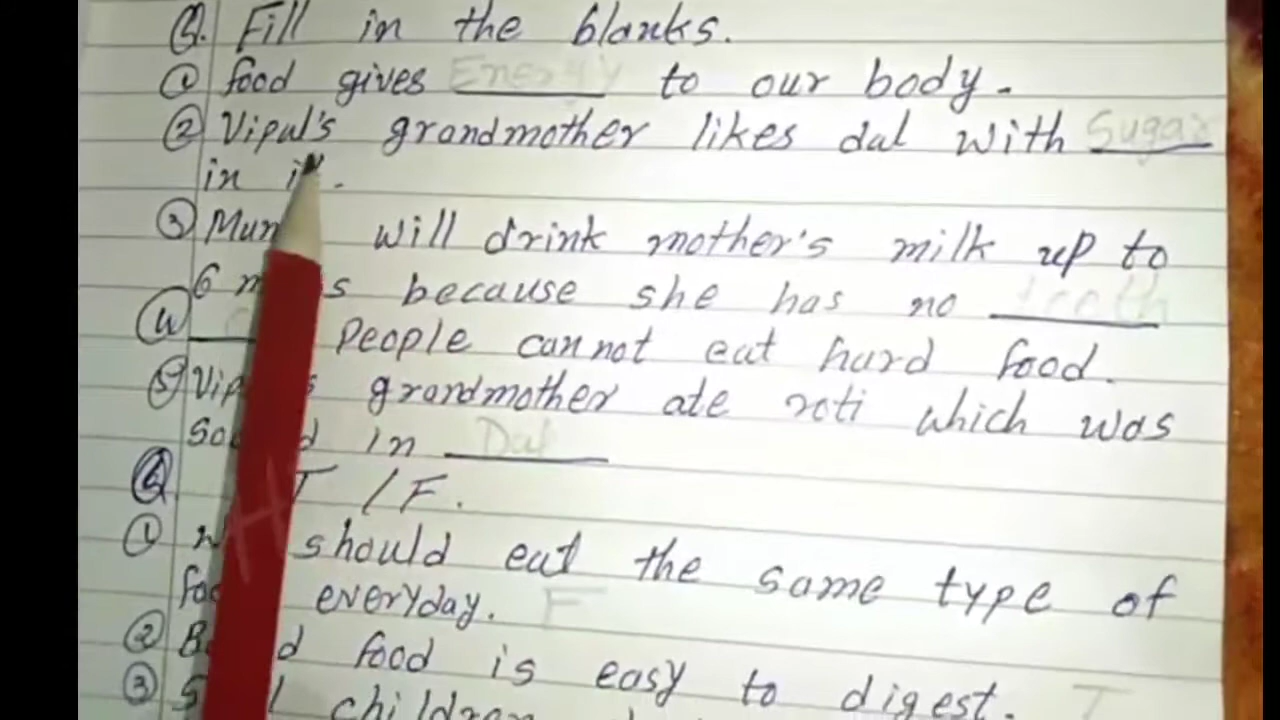 Q. Fill in the blanks.
① food gives Energy to our body.
② Vipul's grandmother likes dal with Sugar
in it.
③ will drink mother's milk up to
6 because she has no teeth
④ People cannot eat hard food.
⑤ grandmother ate roti which was
in Dal
Q T/F.
① should eat the same type of
everyday. F
② food is easy to digest. T
③ children